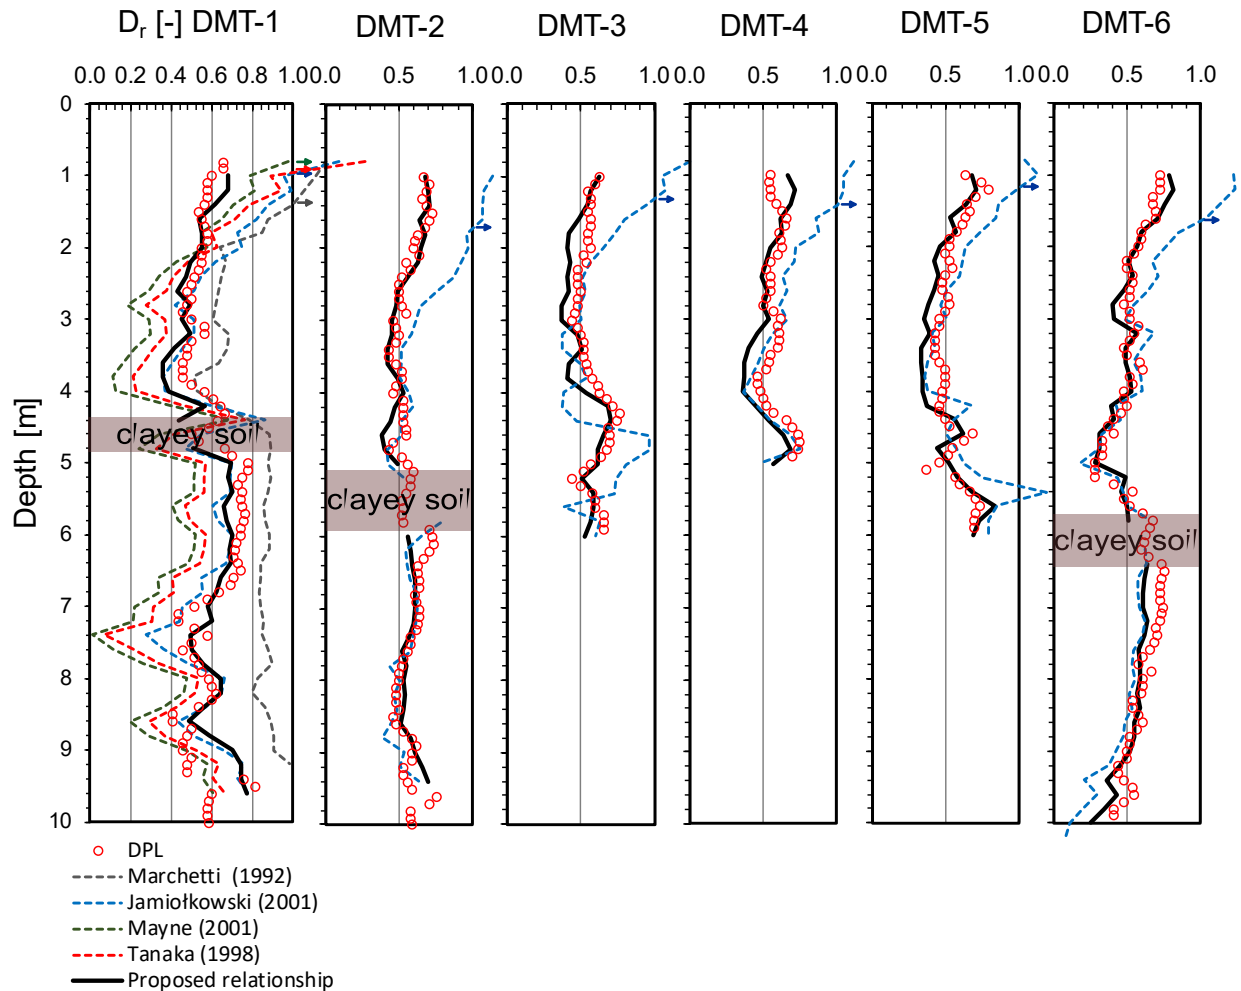 Dr [-] DMT-1 DMT-2 DMT-3 DMT-4 DMT-5 DMT-6
0.0 0.2 0.4 0.6 0.8 1.0 0.0 0.5 1.0 0.0 0.5 1.0 0.0 0.5 1.0 0.0 0.5 1.0 0.0 0.5 1.0
0
1
2
3
4
5
6
7
8
9
10
Depth [m]
clayey soil
clayey soil
clayey soil
DPL
Marchetti (1992)
Jamiołkowski (2001)
Mayne (2001)
Tanaka (1998)
Proposed relationship